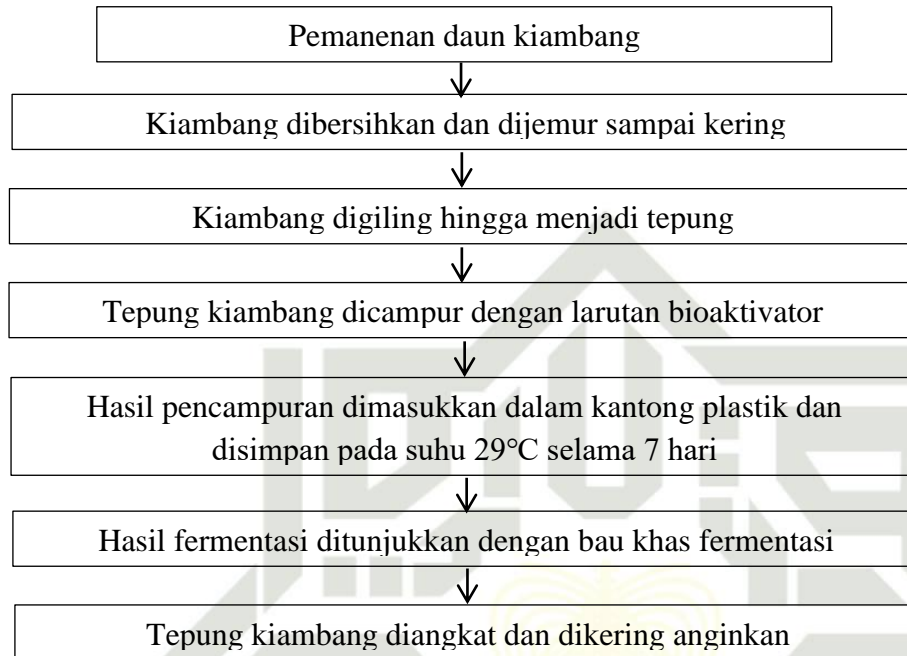 Pemanenan daun kiambang
Kiambang dibersihkan dan dijemur sampai kering
Kiambang digiling hingga menjadi tepung
Tepung kiambang dicampur dengan larutan bioaktivator
Hasil pencampuran dimasukkan dalam kantong plastik dan
disimpan pada suhu 29°C selama 7 hari
Hasil fermentasi ditunjukkan dengan bau khas fermentasi
Tepung kiambang diangkat dan dikering anginkan